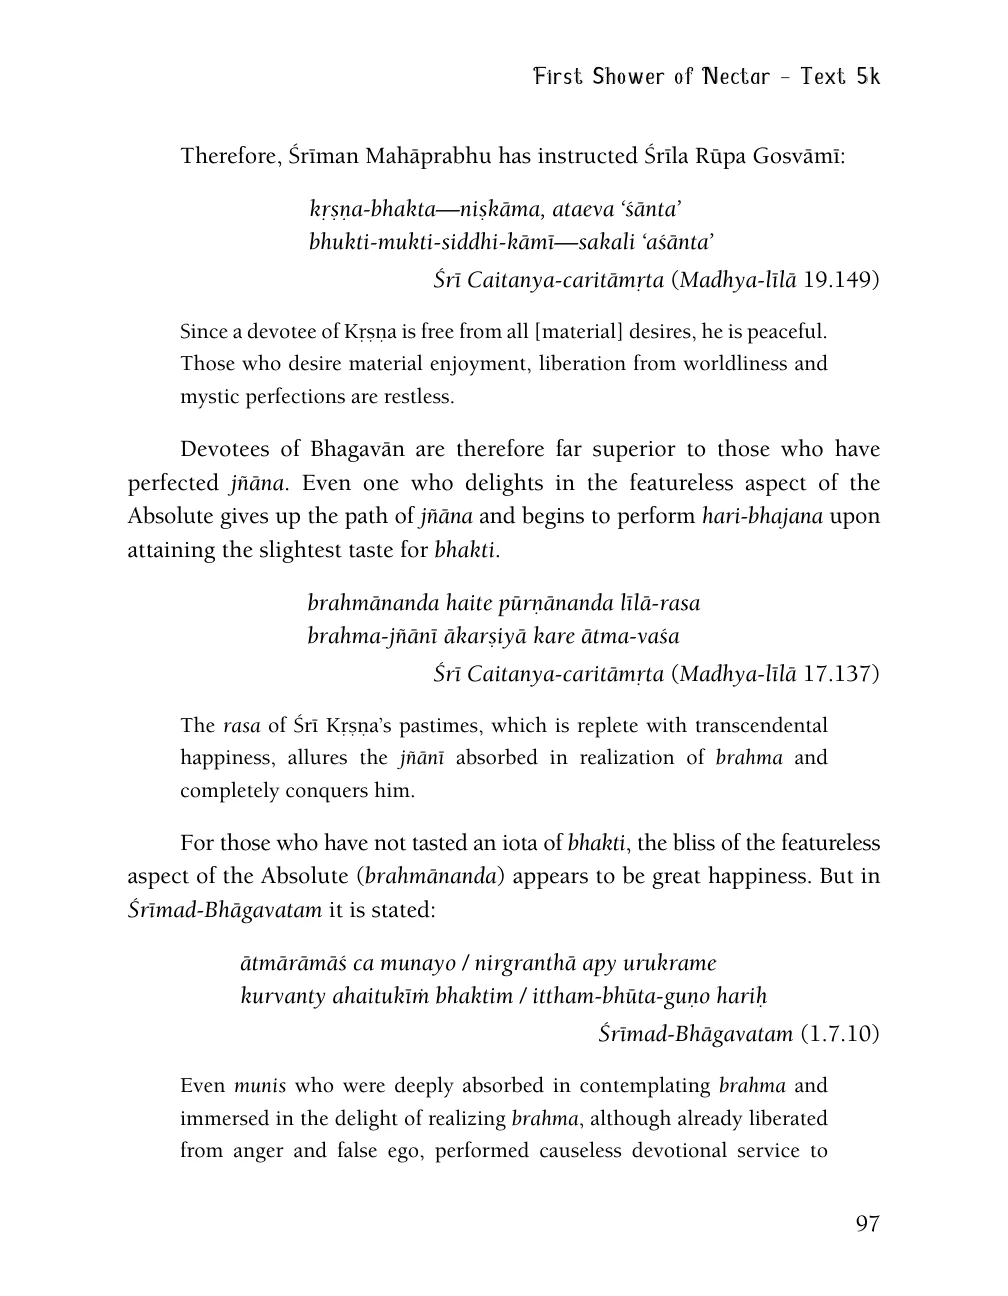 First Shower of Nectar – Text 5k
Therefore, Śrīman Mahāprabhu has instructed Śrīla Rūpa Gosvāmī:
kṛṣṇa-bhakta—niṣkāma, ataeva ‘śānta’
bhukti-mukti-siddhi-kāmī—sakali ‘aśānta’
Śrī Caitanya-caritāmṛta (Madhya-līlā 19.149)
Since a devotee of Kṛṣṇa is free from all [material] desires, he is peaceful.
Those who desire material enjoyment, liberation from worldliness and
mystic perfections are restless.
Devotees of Bhagavān are therefore far superior to those who have
perfected jñāna. Even one who delights in the featureless aspect of the
Absolute gives up the path of jñāna and begins to perform hari-bhajana upon
attaining the slightest taste for bhakti.
brahmānanda haite pūrṇānanda līlā-rasa
brahma-jñānī ākarṣiyā kare ātma-vaśa
Śrī Caitanya-caritāmṛta (Madhya-līlā 17.137)
The rasa of Śrī Kṛṣṇa’s pastimes, which is replete with transcendental
happiness, allures the jñānī absorbed in realization of brahma and
completely conquers him.
For those who have not tasted an iota of bhakti, the bliss of the featureless
aspect of the Absolute (brahmānanda) appears to be great happiness. But in
Śrīmad-Bhāgavatam it is stated:
ātmārāmāś ca munayo / nirgranthā apy urukrame
kurvanty ahaitukīṁ bhaktim / ittham-bhūta-guṇo hariḥ
Śrīmad-Bhāgavatam (1.7.10)
Even munis who were deeply absorbed in contemplating brahma and
immersed in the delight of realizing brahma, although already liberated
from anger and false ego, performed causeless devotional service to
97